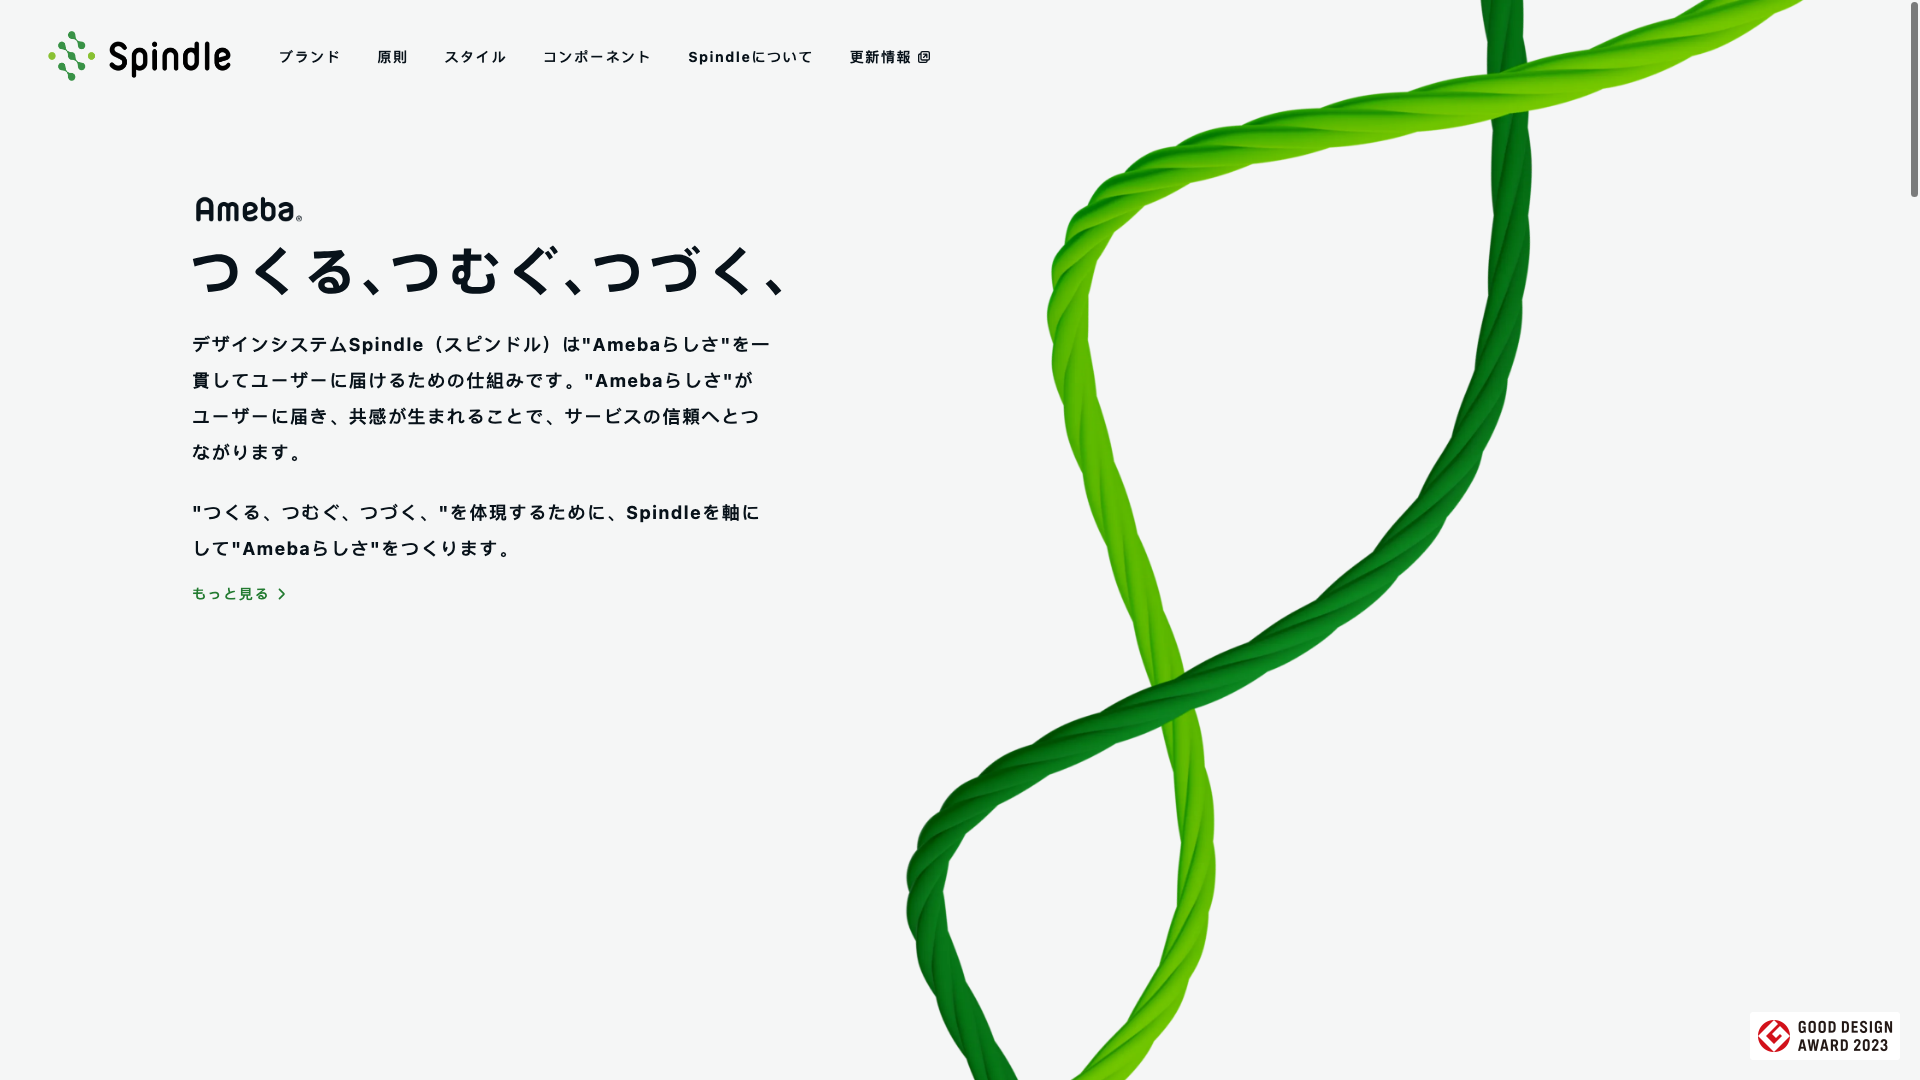 Spindle
ブランド
原則
スタイル
コンポーネント
Spindleについて
更新情報
Ameba®
つくる､つむぐ､つづく､
デザインシステムSpindle（スピンドル）は"Amebaらしさ"を一
貫してユーザーに届けるための仕組みです。"Amebaらしさ"が
ユーザーに届き、共感が生まれることで、サービスの信頼へとつ
ながります。
"つくる、つむぐ、つづく、"を体現するために、Spindleを軸に
して"Amebaらしさ"をつくります。
もっと見る
GOOD DESIGN
AWARD 2023